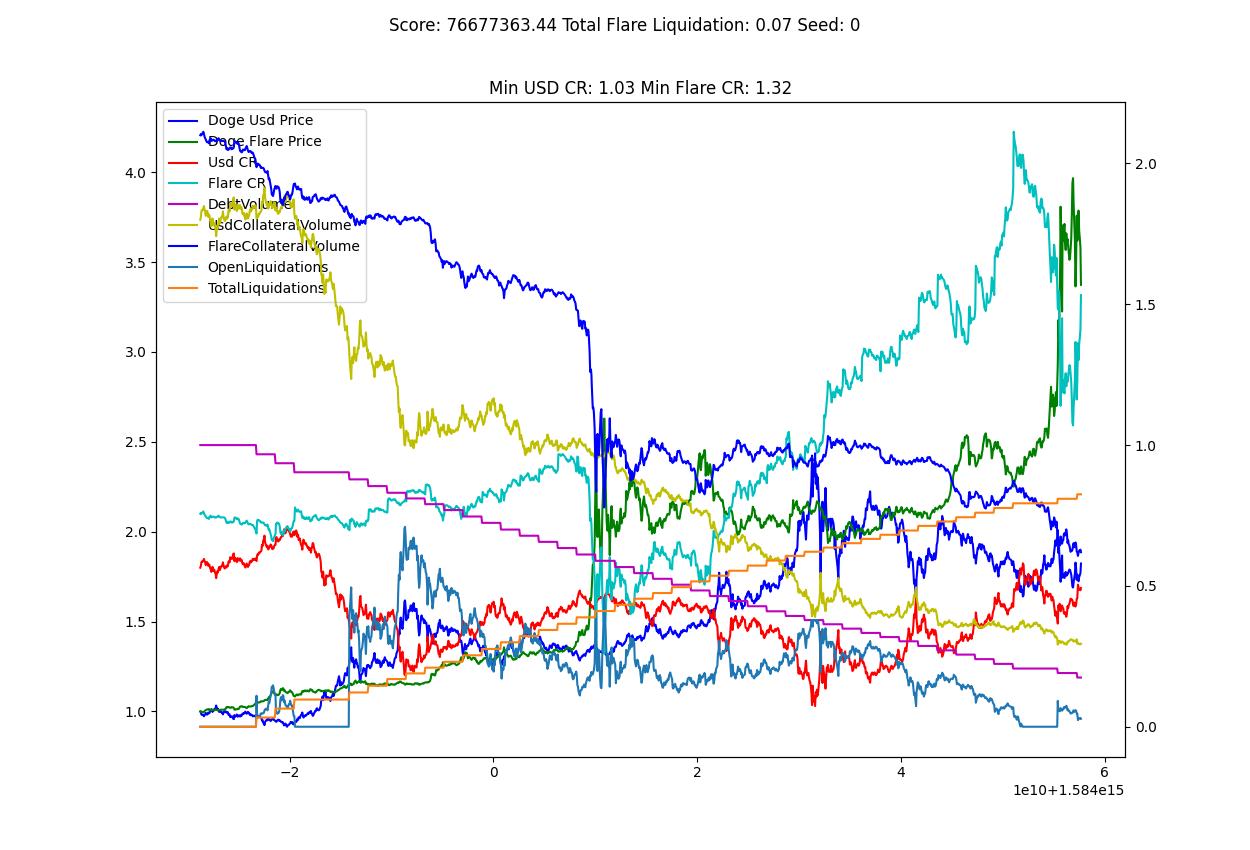 Score: 76677363.44 Total Flare Liquidation: 0.07 Seed: 0
Min USD CR: 1.03 Min Flare CR: 1.32
Doge Usd Price
Doge Flare Price
Usd CR
Flare CR
DebtVolume
UsdCollateralVolume
FlareCollateralVolume
OpenLiquidations
TotalLiquidations
4.0
3.5
3.0
2.5
2.0
1.5
1.0
2.0
1.5
1.0
0.5
0.0
−2
0
2
4
6
1e10+1.584e15